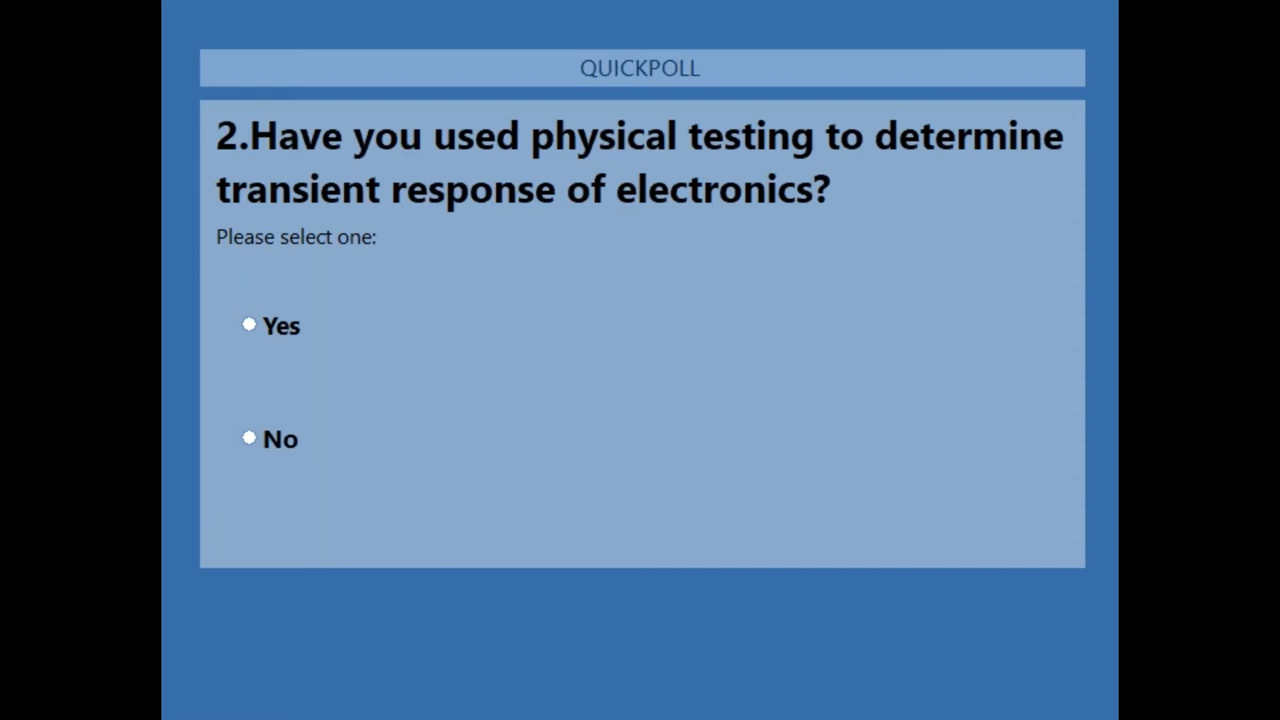 QUICKPOLL
2.Have you used physical testing to determine
transient response of electronics?
Please select one:
Yes
No